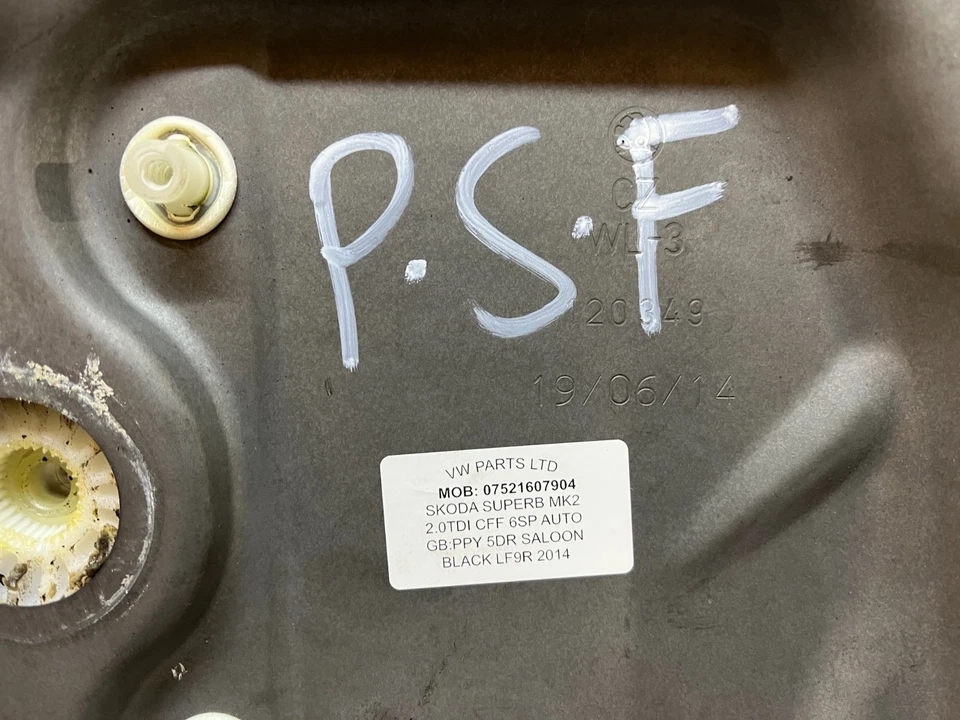 P.S.F
CZ
WL-3
VW PARTS LTD
MOB: 07521607904
SKODA SUPERB MK2
2.0TDI CFF 6SP AUTO
GB:PPY 5DR SALOON
BLACK LF9R 2014
19/06/14